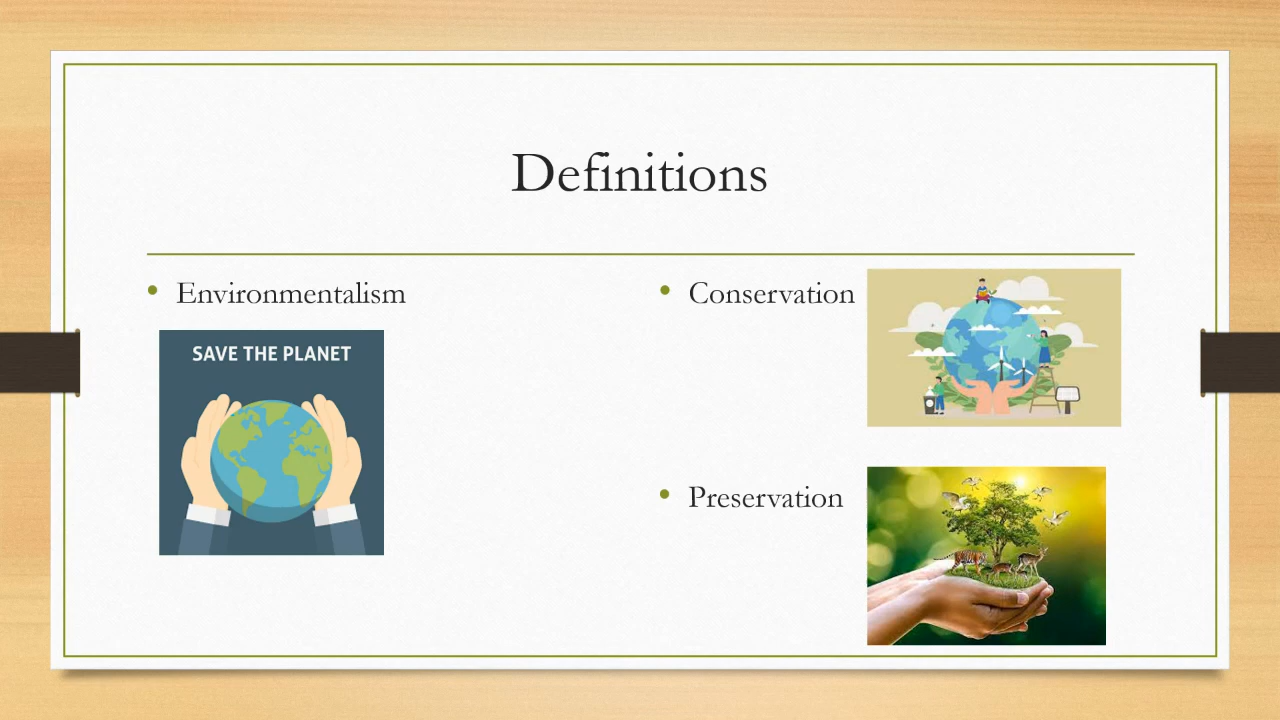 Definitions
• Environmentalism
SAVE THE PLANET
• Conservation
• Preservation